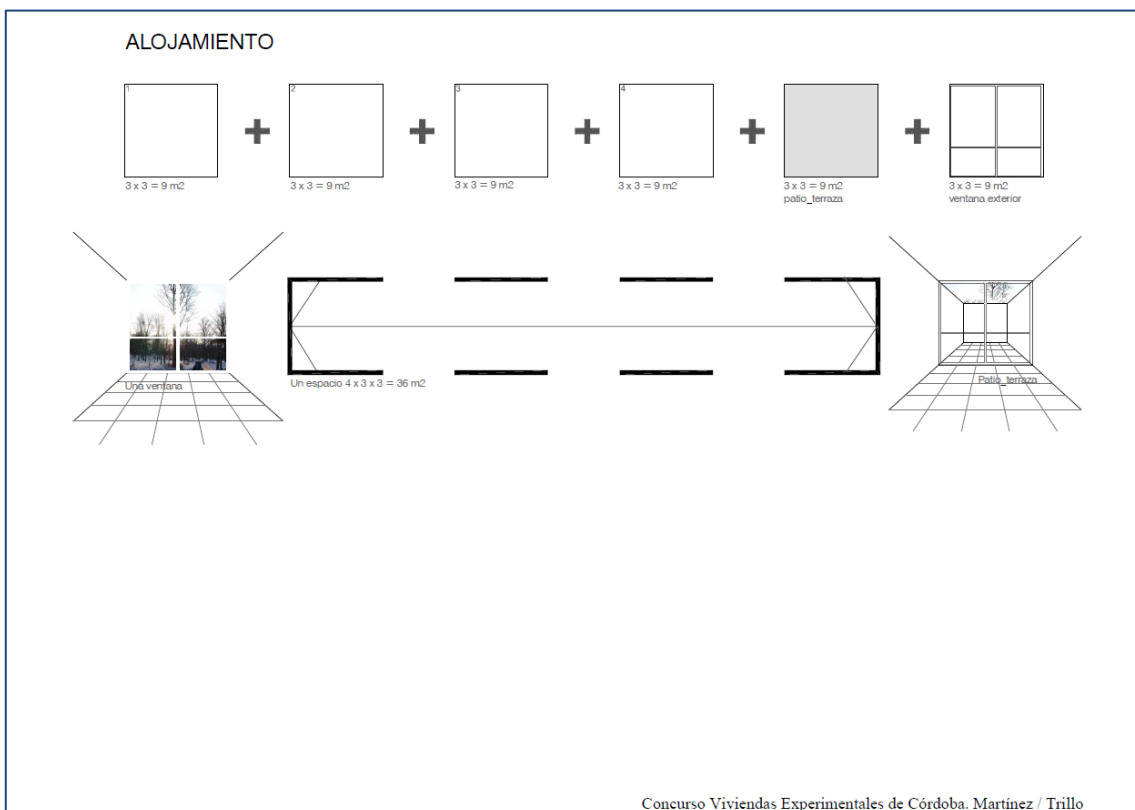 ALOJAMIENTO
1
2
3
4
3 x 3 = 9 m2
3 x 3 = 9 m2
3 x 3 = 9 m2
3 x 3 = 9 m2
3 x 3 = 9 m2
patio_terraza
3 x 3 = 9 m2
ventana exterior
Una ventana
Un espacio 4 x 3 x 3 = 36 m2
Patio_terraza
Concurso Viviendas Experimentales de Córdoba. Martínez / Trillo